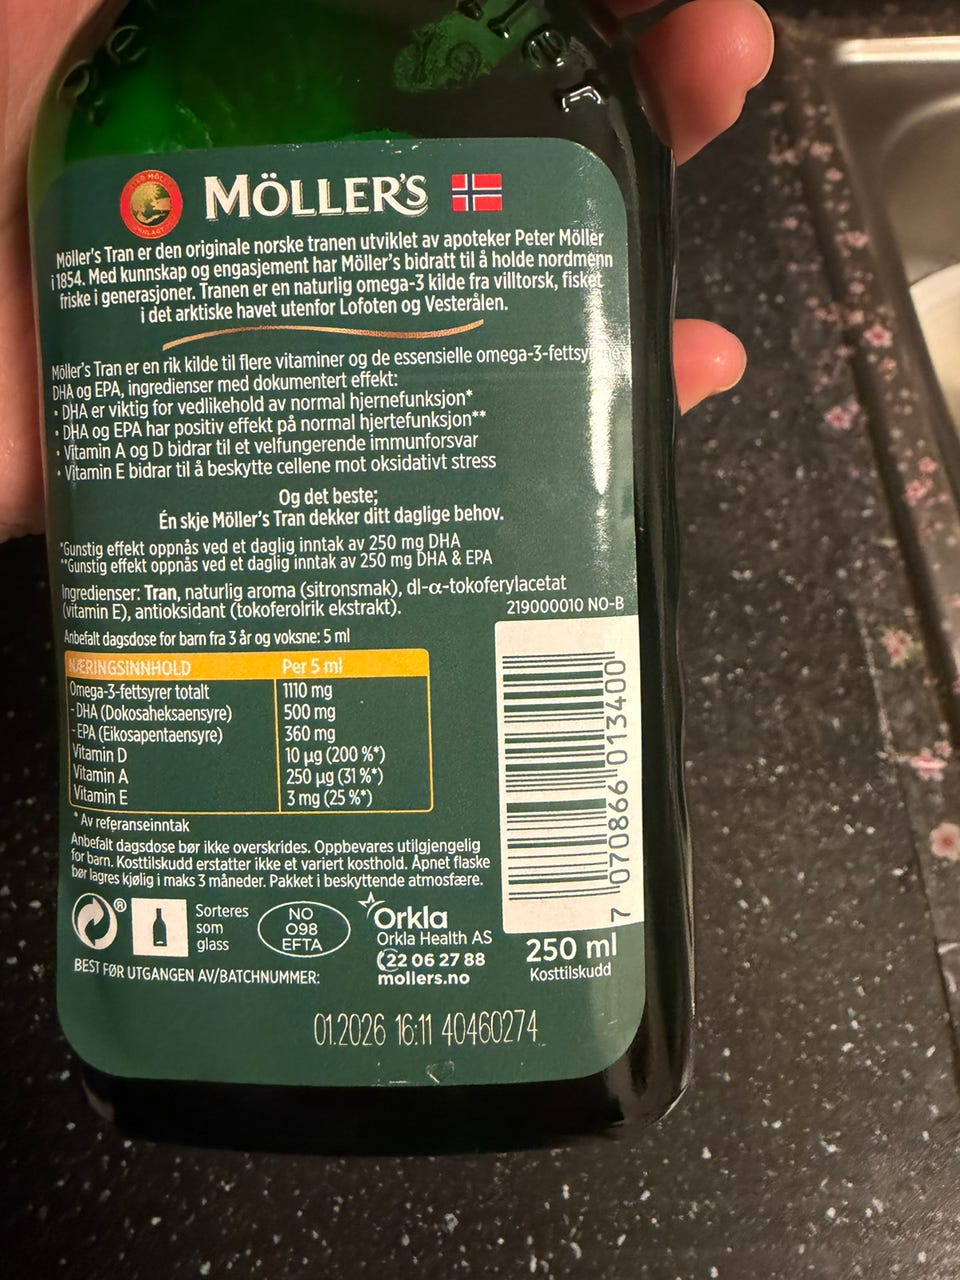 MÖLLER'S
Möller's Tran er den originale norske tranen utviklet av apoteker Peter Möller
i 1854. Med kunnskap og engasjement har Möller's bidratt til å holde nordmenn
friske i generasjoner. Tranen er en naturlig omega-3 kilde fra villtorsk, fisket
i det arktiske havet utenfor Lofoten og Vesterålen.
Möller's Tran er en rik kilde til flere vitaminer og de essensielle
DHA og EPA, ingredienser med dokumentert effekt:
• DHA er viktig for vedlikehold av normal hjernefunksjon*
• DHA og EPA har positiv effekt på normal hjertefunksjon**
• Vitamin A og D bidrar til et velfungerende immunforsvar
• Vitamin E bidrar til å beskytte cellene mot oksidativt stress
Og det beste;
Én skje Möller's Tran dekker ditt daglige behov.
*Gunstig effekt oppnås ved et daglig inntak av 250 mg DHA
**Gunstig effekt oppnås ved et daglig inntak av 250 mg DHA & EPA
Ingredienser: Tran, naturlig aroma (sitronsmak), dl-α-tokoferylacetat
(vitamin E), antioksidant (tokoferolrik ekstrakt).
219000010 NO-B
Anbefalt dagsdose for barn fra 3 år og voksne: 5 ml
NÆRINGSINNHOLD Per 5 ml
Omega-3-fettsyrer totalt 1110 mg
- DHA (Dokosaheksaensyre) 500 mg
- EPA (Eikosapentaensyre) 360 mg
Vitamin D 10 µg (200 %*)
Vitamin A 250 µg (31 %*)
Vitamin E 3 mg (25 %*)
* Av referanseinntak
Anbefalt dagsdose bør ikke overskrides. Oppbevares utilgjengelig
for barn. Kosttilskudd erstatter ikke et variert kosthold. Åpnet flaske
bør lagres kjølig i maks 3 måneder. Pakket i beskyttende atmosfære.
7 070866 013400
®
Sorteres
som
glass
NO
098
EFTA
Orkla
Orkla Health AS
22 06 27 88
mollers.no
250 ml
Kosttilskudd
BEST FØR UTGANGEN AV/BATCHNUMMER:
01.2026 16:11 40460274